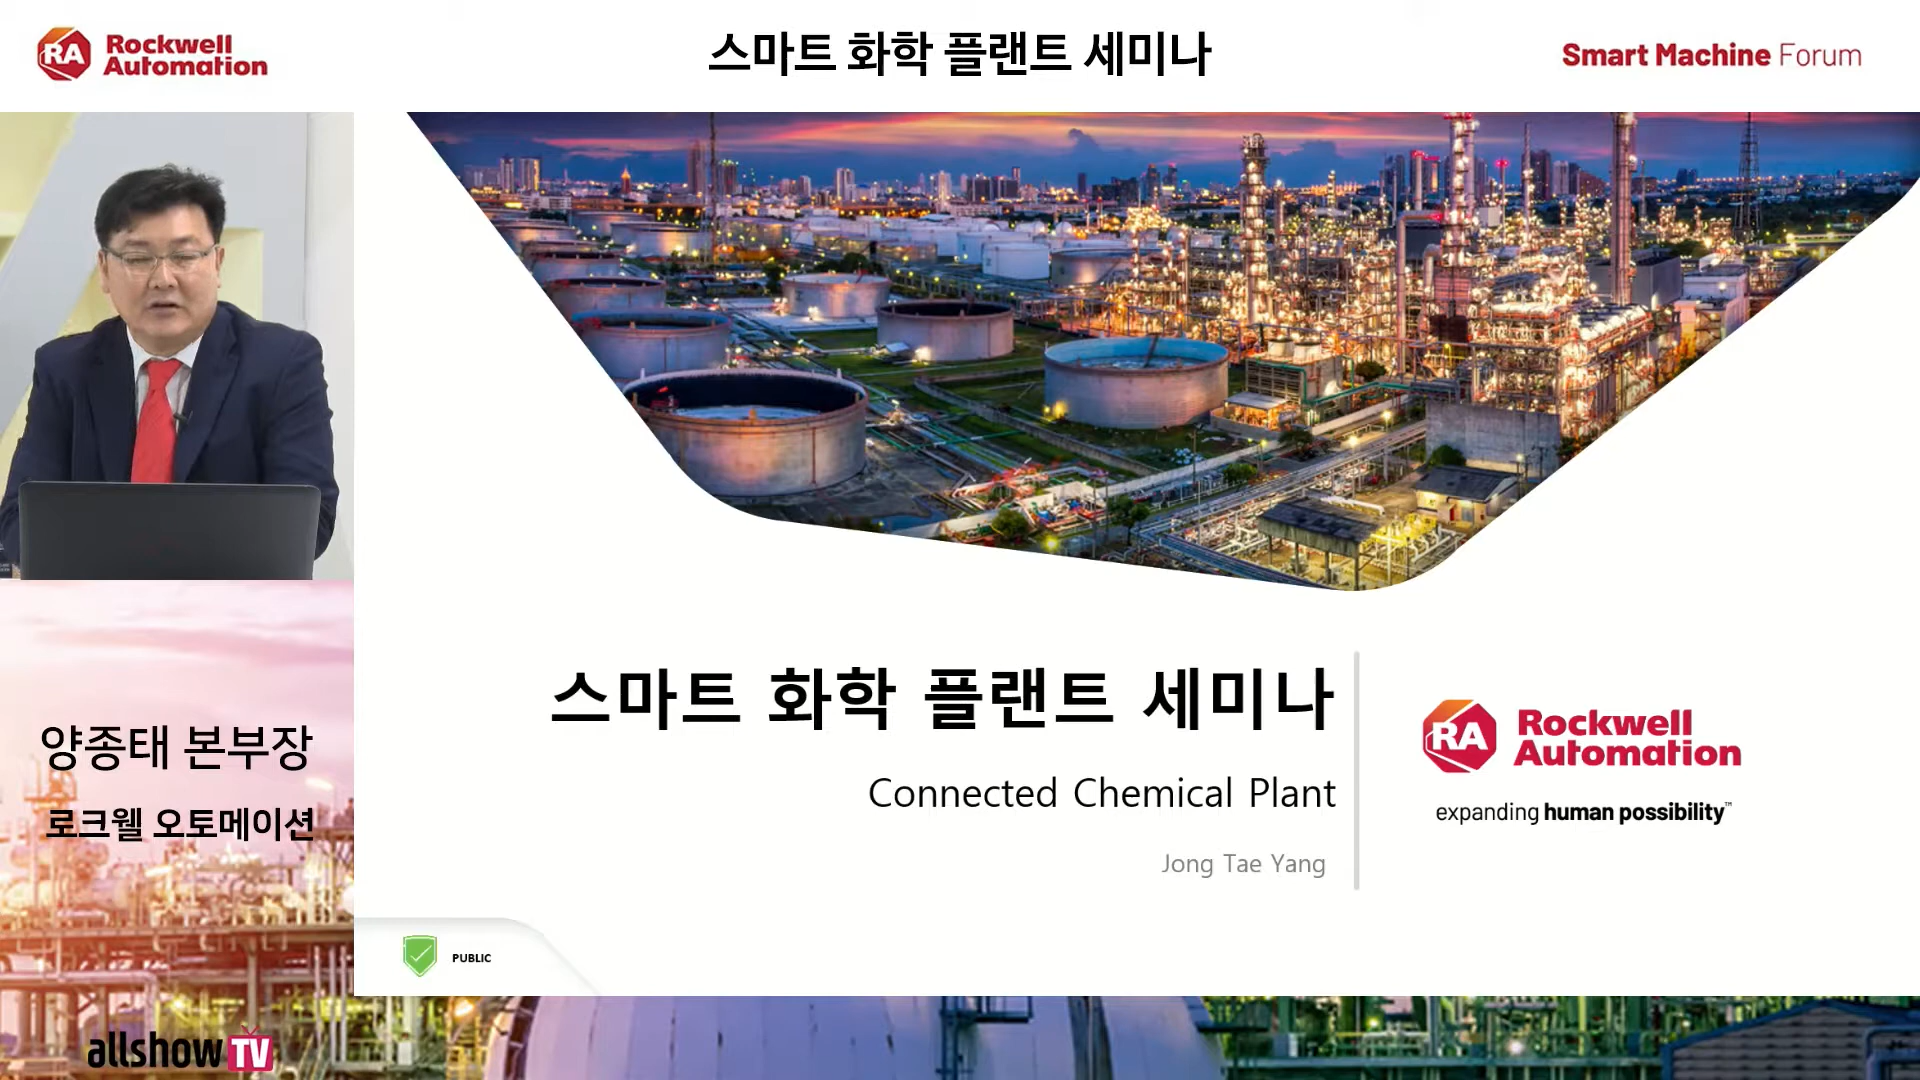 RA Rockwell
Automation
스마트 화학 플랜트 세미나
Smart Machine Forum
양종태 본부장
로크웰 오토메이션
스마트 화학 플랜트 세미나
Connected Chemical Plant
Jong Tae Yang
RA Rockwell
Automation
expanding human possibility™
PUBLIC
allshow TV